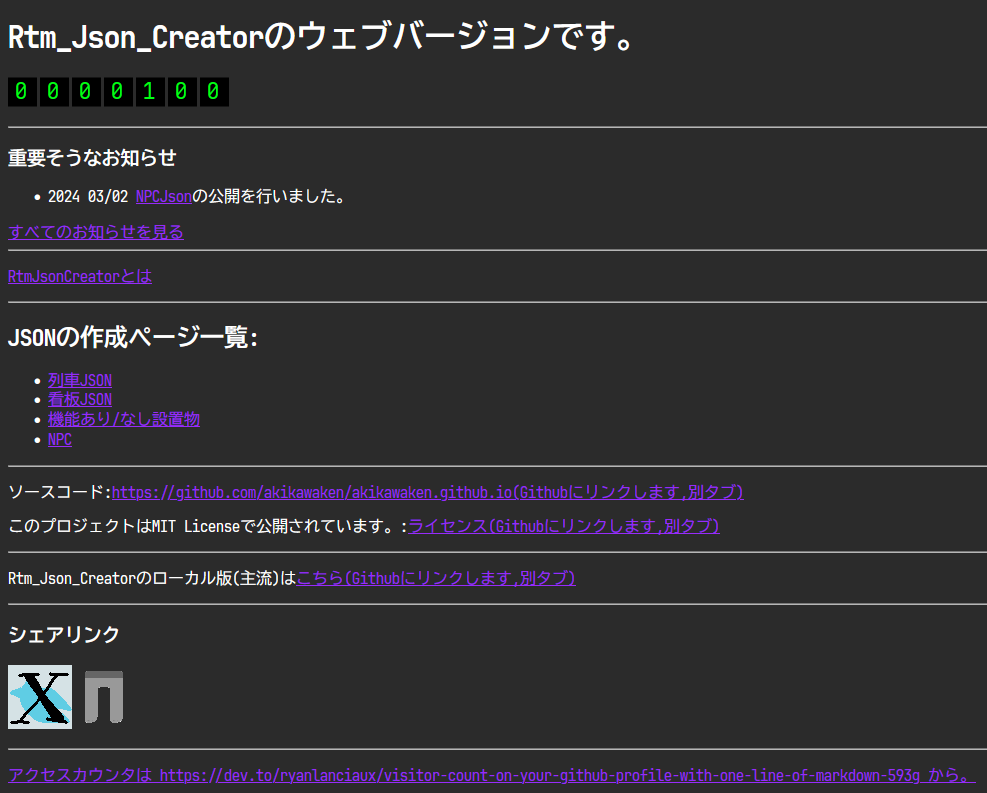 Rtm_Json_Creatorのウェブバージョンです。
0000100
重要そうなお知らせ
• 2024 03/02 NPCJsonの公開を行いました。
すべてのお知らせを見る
RtmJsonCreatorとは
JSONの作成ページ一覧:
• 列車JSON
• 看板JSON
• 機能あり/なし設置物
• NPC
ソースコード:https://github.com/akikawaken/akikawaken.github.io(Githubにリンクします,別タブ)
このプロジェクトはMIT Licenseで公開されています。:ライセンス(Githubにリンクします,別タブ)
Rtm_Json_Creatorのローカル版(主流)はこちら(Githubにリンクします,別タブ)
シェアリンク
X
アクセスカウンタは https://dev.to/ryanlanciaux/visitor-count-on-your-github-profile-with-one-line-of-markdown-593g から。